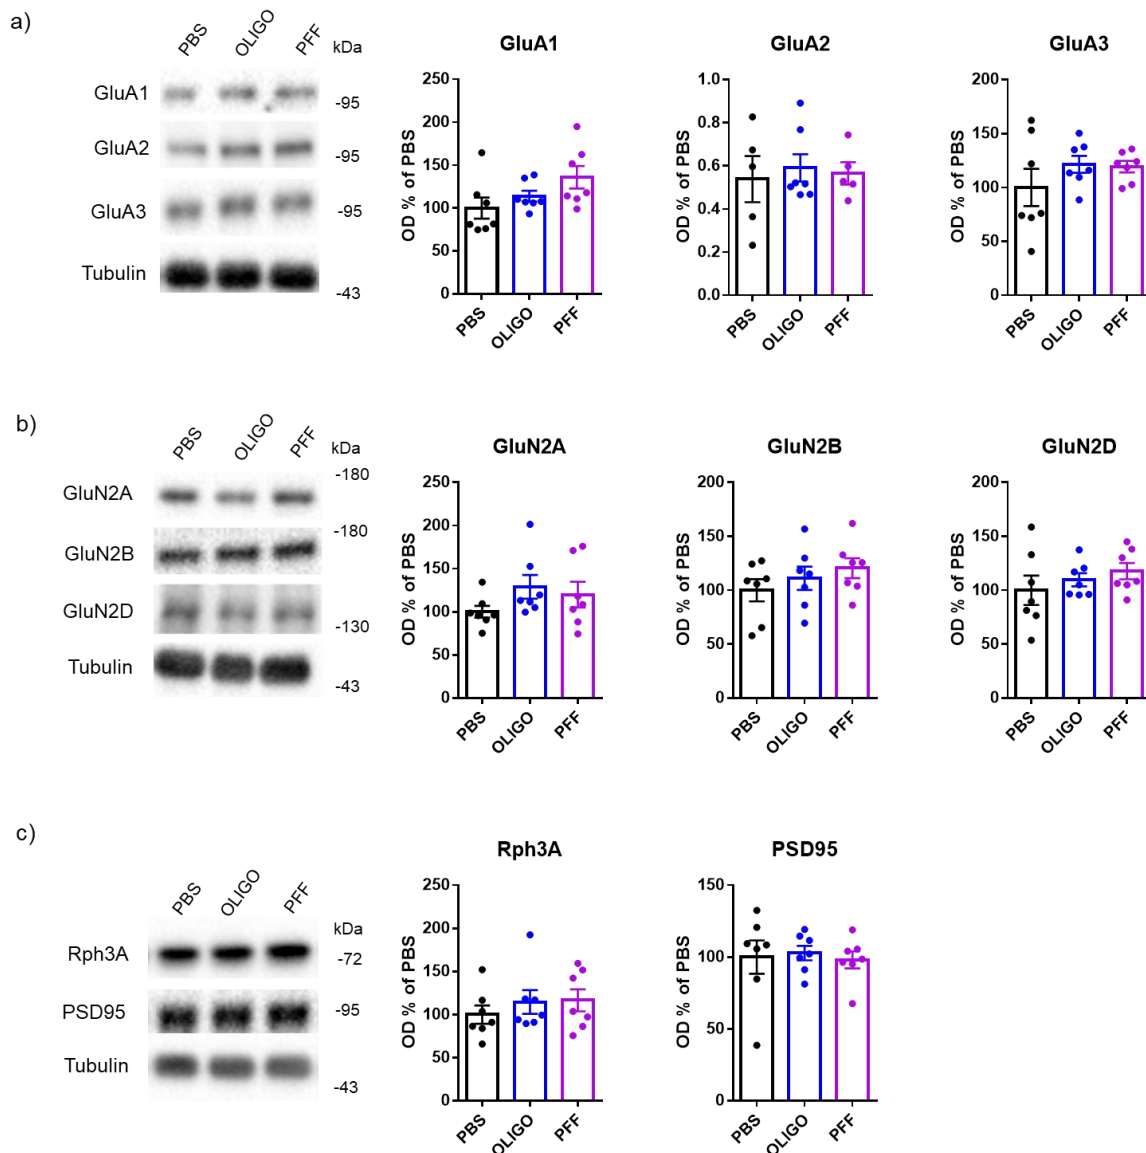 a)
PBS OLIGO PFF kDa
GluA1 -95
GluA2 -95
GluA3 -95
Tubulin -43
GluA1
OD % of PBS
250
200
150
100
50
0
PBS OLIGO PFF
GluA2
OD % of PBS
1.0
0.8
0.6
0.4
0.2
0.0
PBS OLIGO PFF
GluA3
OD % of PBS
200
150
100
50
0
PBS OLIGO PFF
b)
PBS OLIGO PFF kDa
-180
GluN2A
-180
GluN2B
GluN2D
-130
Tubulin
-43
GluN2A
OD % of PBS
250
200
150
100
50
0
PBS OLIGO PFF
GluN2B
OD % of PBS
200
150
100
50
0
PBS OLIGO PFF
GluN2D
OD % of PBS
200
150
100
50
0
PBS OLIGO PFF
c)
PBS OLIGO PFF kDa
Rph3A -72
PSD95 -95
Tubulin
-43
Rph3A
OD % of PBS
250
200
150
100
50
0
PBS OLIGO PFF
PSD95
OD % of PBS
150
100
50
0
PBS OLIGO PFF